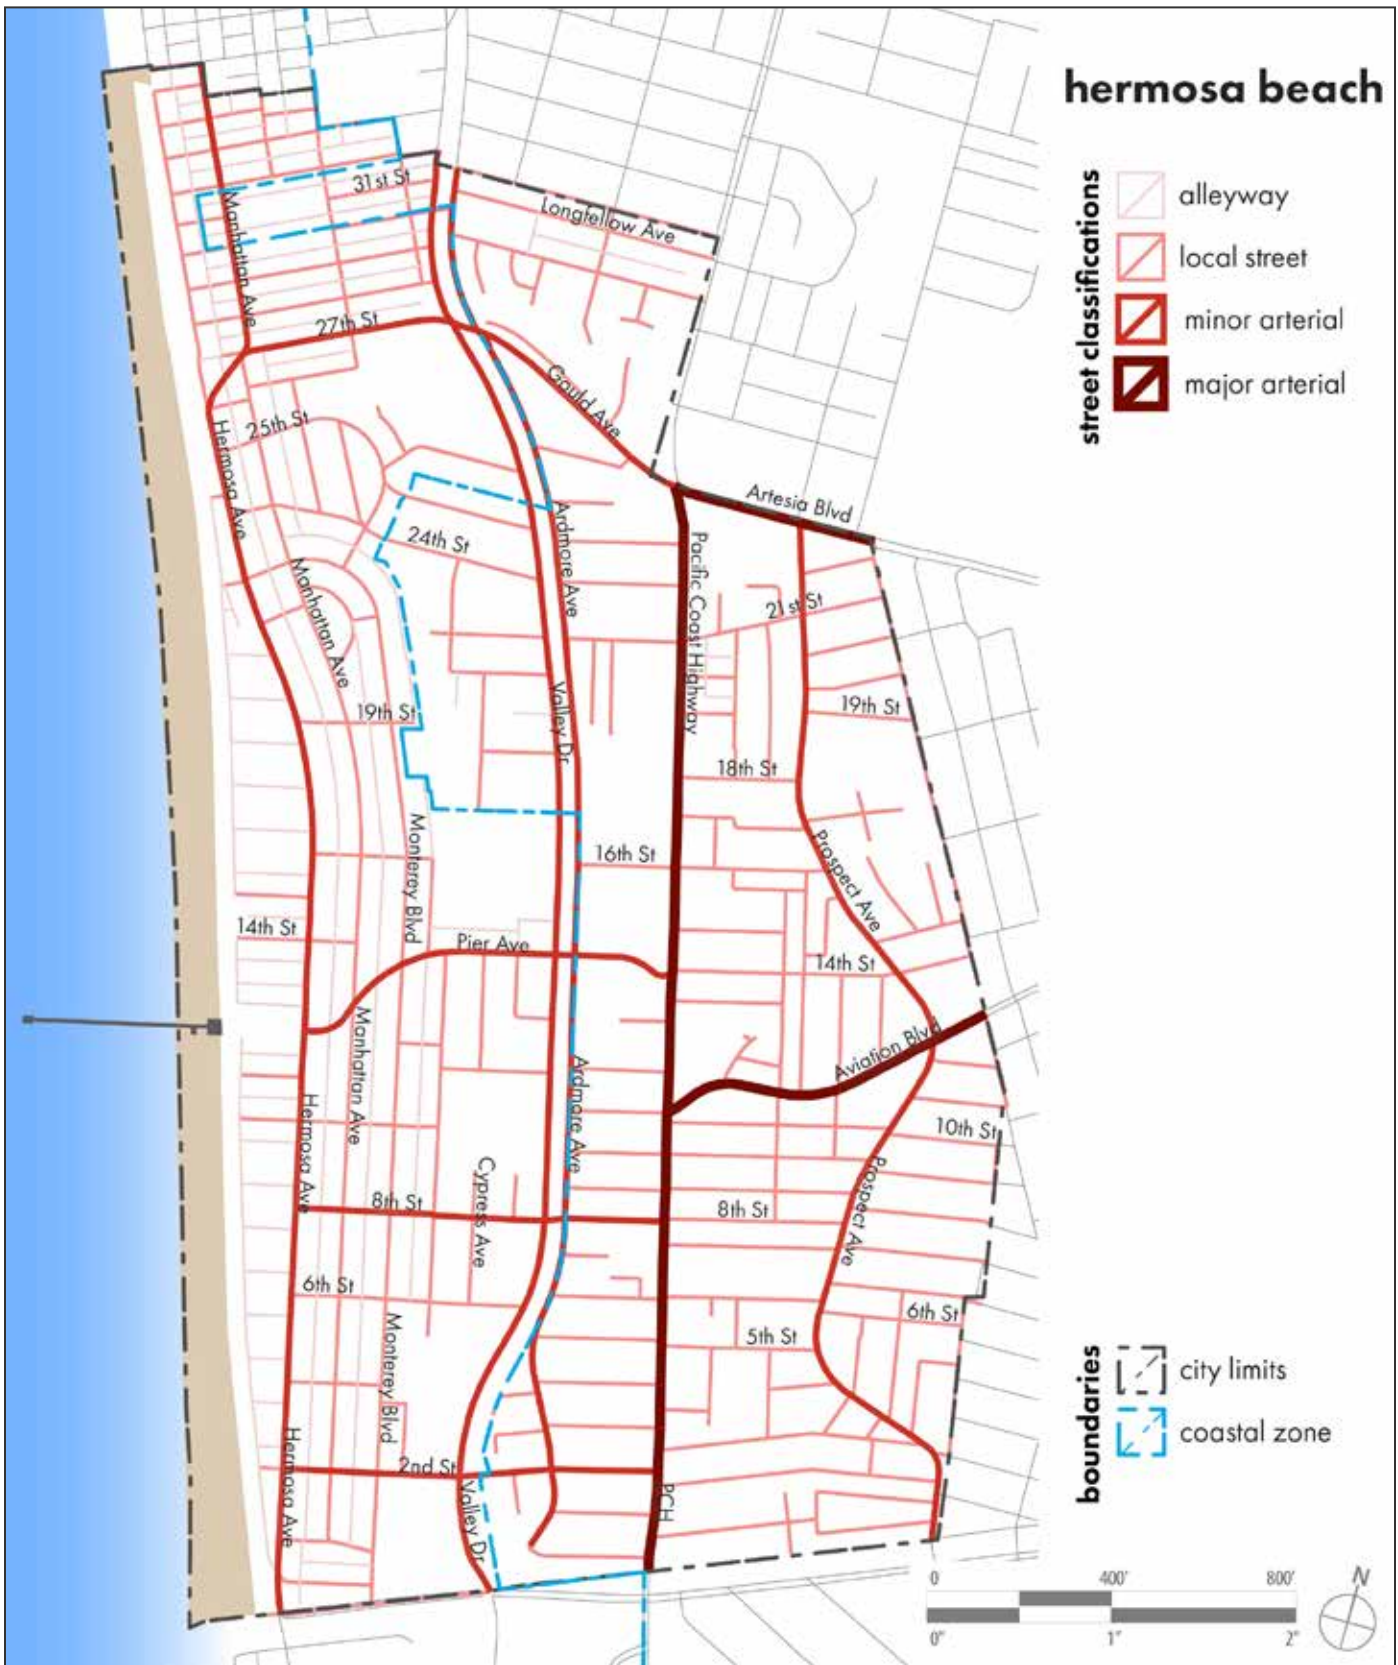 hermosa beach
street classifications
alleyway
local street
minor arterial
major arterial
31st St
Longfellow Ave
Manhattan Ave
27th St
Gould Ave
25th St
Hermosa Ave
Artesia Blvd
24th St
Ardmore Ave
Pacific Coast Highway
Manhattan Ave
21st St
Valley Dr
19th St
19th St
18th St
Monterey Blvd
16th St
Prospect Ave
14th St
Pier Ave
14th St
Manhattan Ave
Aviation Blvd
Ardmore Ave
Hermosa Ave
10th St
Cypress Ave
Prospect Ave
8th St
8th St
6th St
6th St
5th St
Monterey Blvd
boundaries
city limits
coastal zone
Hermosa Ave
2nd St
Valley Dr
PCH
0 400' 800'
0" 1" 2"
N